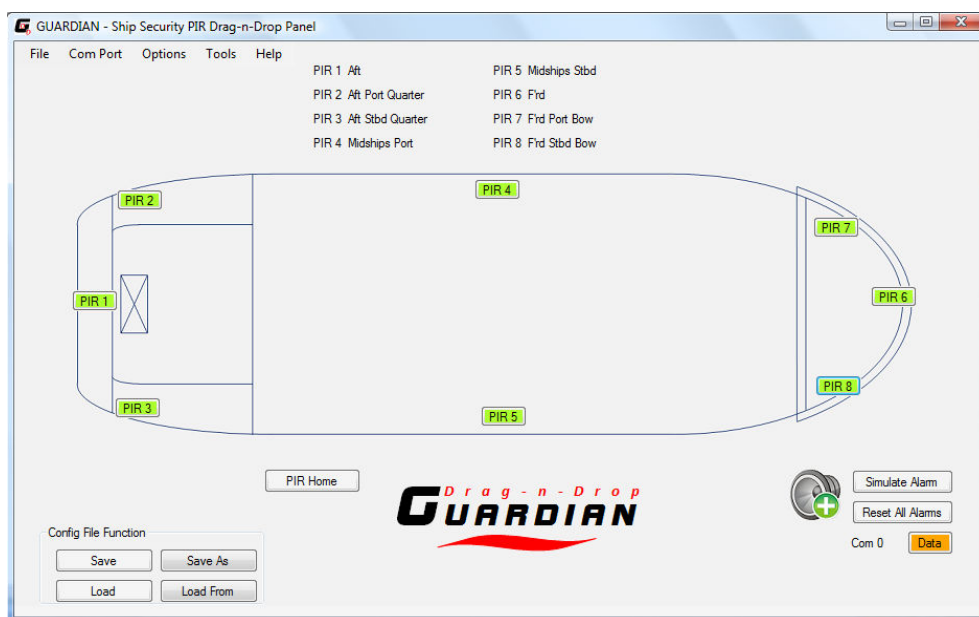 GUARDIAN - Ship Security PIR Drag-n-Drop Panel
File Com Port Options Tools Help
PIR 1 Aft
PIR 2 Aft Port Quarter
PIR 3 Aft Stbd Quarter
PIR 4 Midships Port
PIR 5 Midships Stbd
PIR 6 F'rd
PIR 7 F'rd Port Bow
PIR 8 F'rd Stbd Bow
PIR 2
PIR 4
PIR 7
PIR 1
PIR 6
PIR 3
PIR 5
PIR 8
PIR Home
Drag-n-Drop
GUARDIAN
Simulate Alarm
Reset All Alarms
Com 0 Data
Config File Function
Save Save As
Load Load From